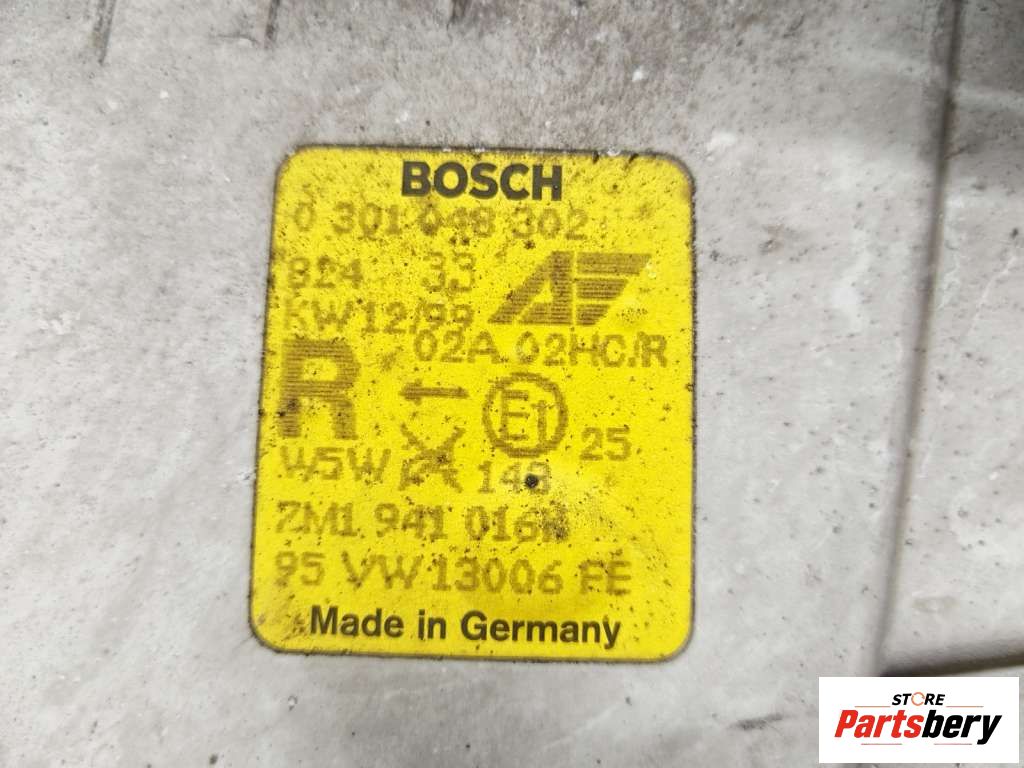 BOSCH
0 301 048 302
824 33
KW 12/99
02A 02HC/R
R
E1 25
W5W 148
7M1 941 016
95 VW 13006 FE
Made in Germany
STORE
Partsbery